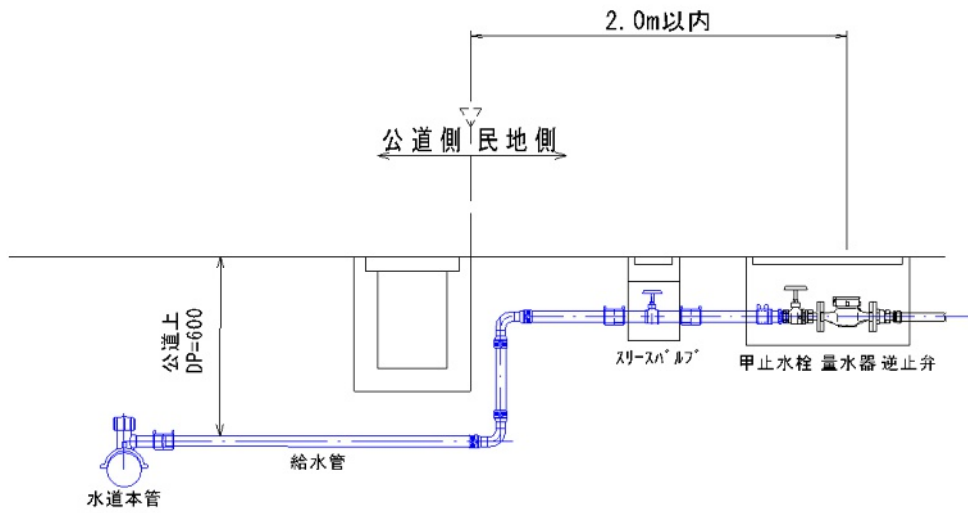 2.0m以内
公道側 民地側
公道上
DP=600
スリースバルブ
甲止水栓 量水器 逆止弁
給水管
水道本管